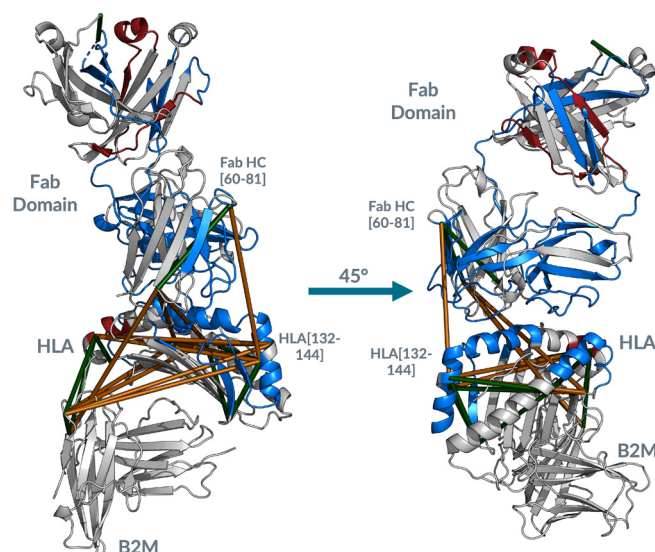 Fab
Domain
Fab HC
[60-81]
HLA
HLA[132-
144]
B2M
45°
Fab
Domain
Fab HC
[60-81]
HLA[132-
144]
HLA
B2M